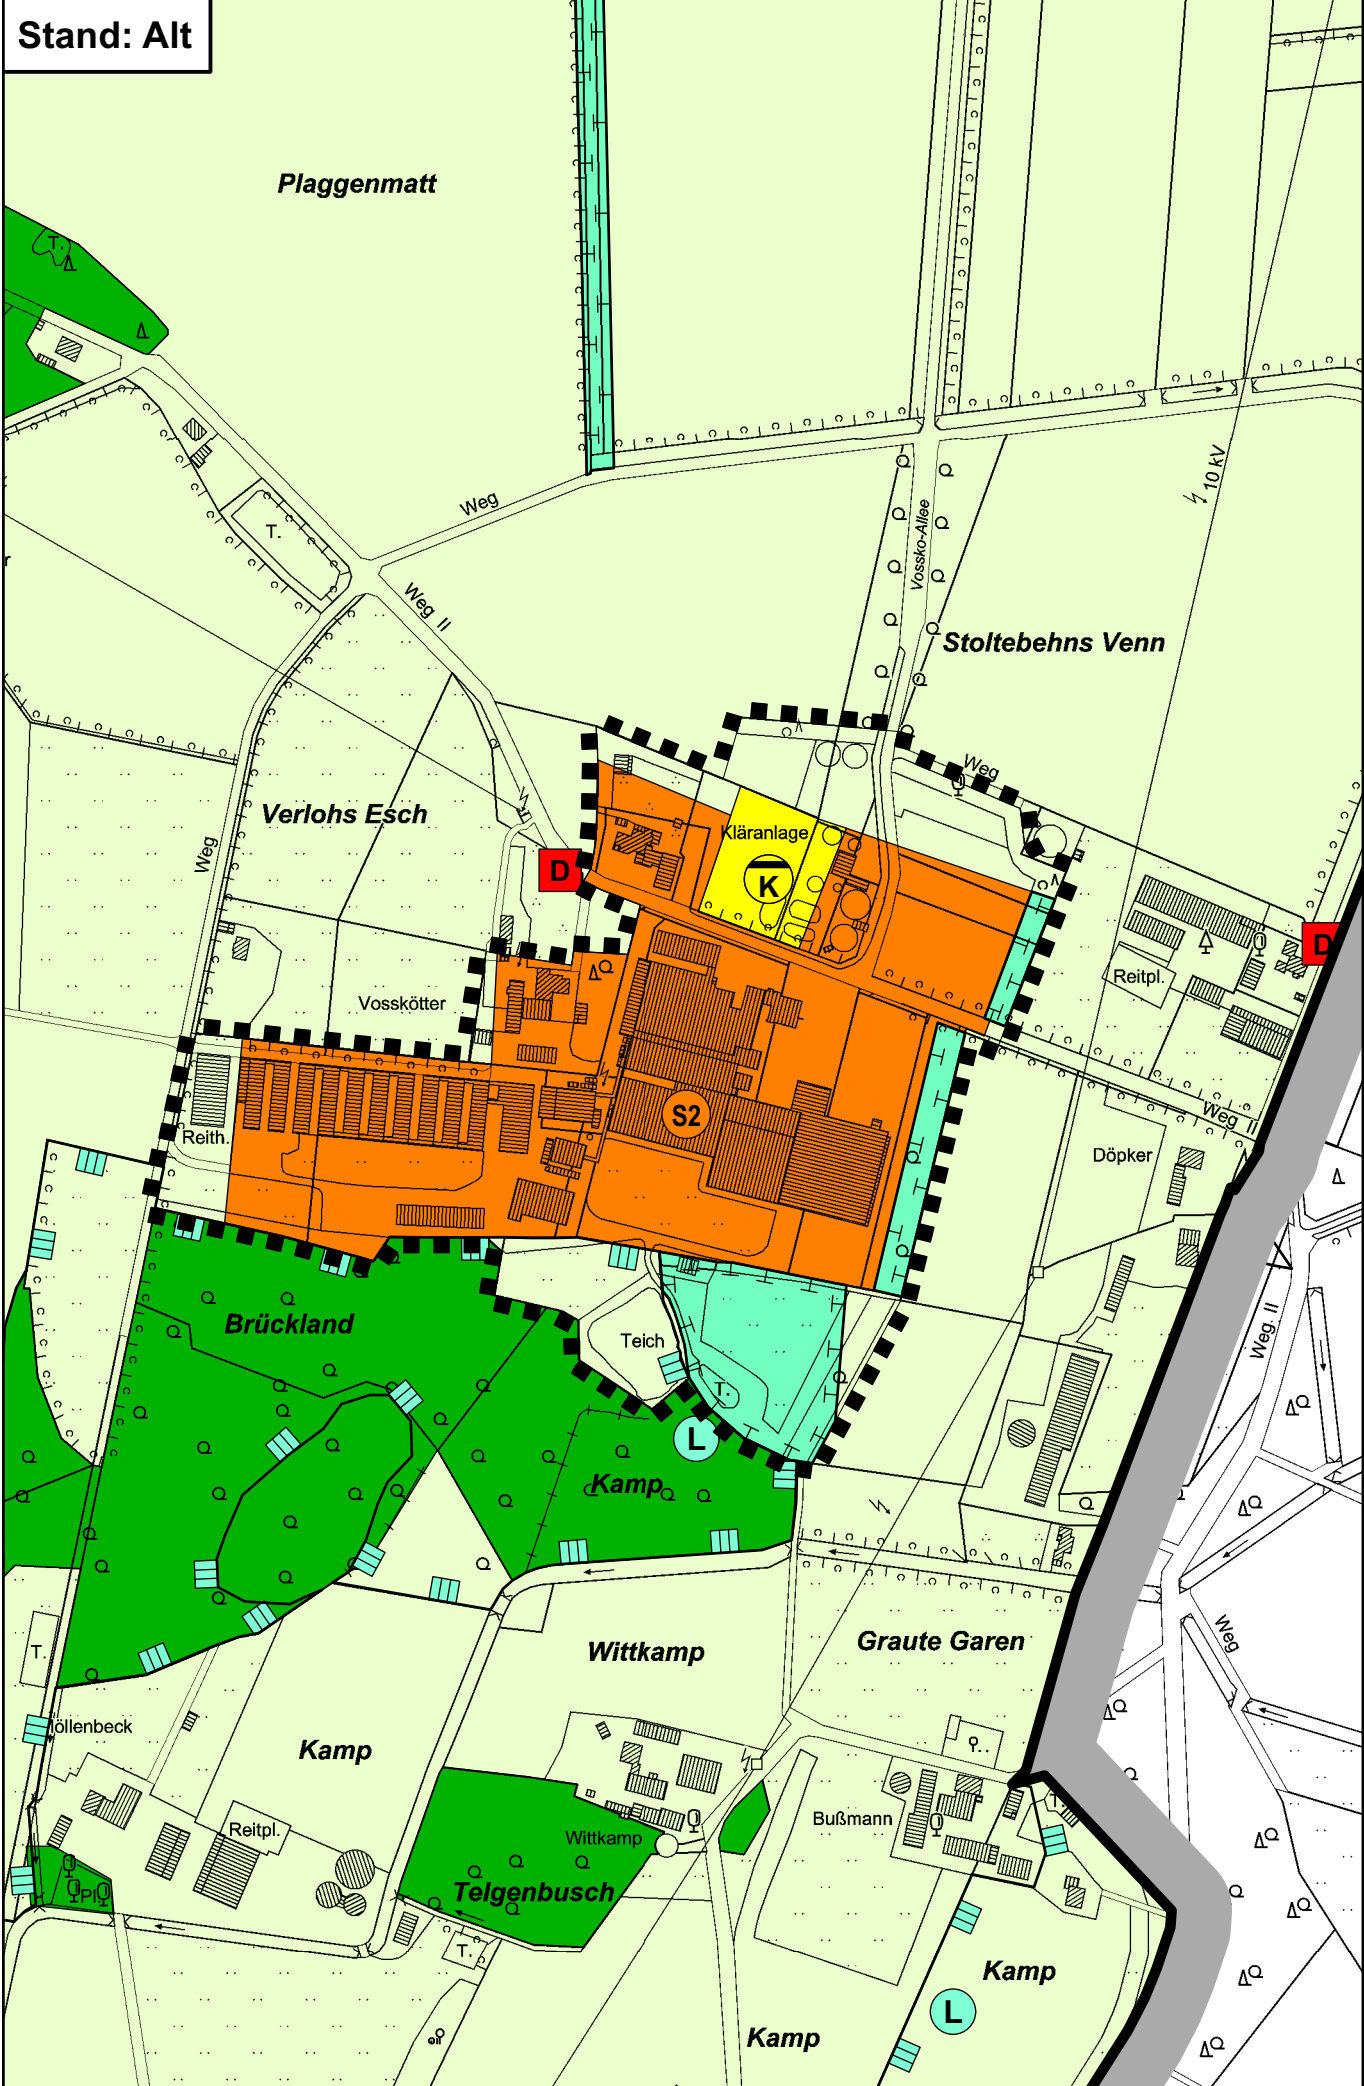 Stand: Alt
Plaggenmatt
T.
Weg
10 kV
T.
Vossko-Allee
Weg II
Stoltebehns Venn
Weg
Verlohs Esch
Kläranlage
Weg
D
K
D
Reitpl.
Vosskötter
S2
Weg II
Reith.
Döpker
Brückland
Teich
Weg. II
T.
L
Kamp
Weg
T.
Wittkamp
Graute Garen
öllenbeck
Kamp
T.
Bußmann
Reitpl.
Wittkamp
Telgenbusch
Pl.
T.
Kamp
L
Kamp